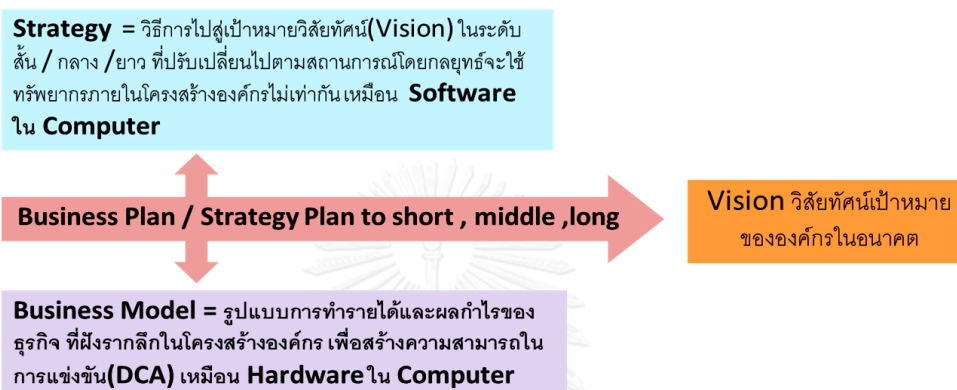 Strategy = วิธีการไปสู่เป้าหมายวิสัยทัศน์(Vision) ในระดับ
สั้น / กลาง /ยาว ที่ปรับเปลี่ยนไปตามสถานการณ์โดยกลยุทธ์จะใช้
ทรัพยากรภายในโครงสร้างองค์กรไม่เท่ากัน เหมือน Software
ใน Computer
Business Plan / Strategy Plan to short , middle ,long
Vision วิสัยทัศน์เป้าหมาย
ขององค์กรในอนาคต
Business Model = รูปแบบการทำรายได้และผลกำไรของ
ธุรกิจ ที่ฝังรากลึกในโครงสร้างองค์กร เพื่อสร้างความสามารถใน
การแข่งขัน(DCA) เหมือน Hardware ใน Computer